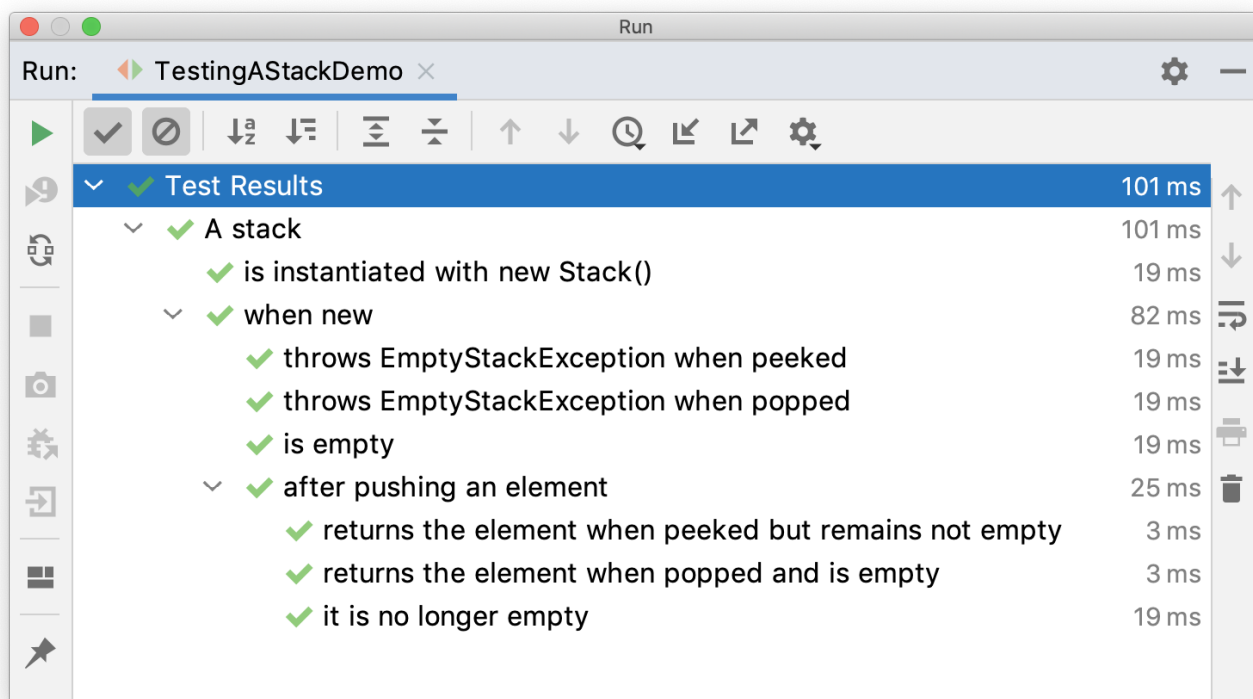 Run
Run: TestingAStackDemo
Test Results 101 ms
A stack 101 ms
is instantiated with new Stack() 19 ms
when new 82 ms
throws EmptyStackException when peeked 19 ms
throws EmptyStackException when popped 19 ms
is empty 19 ms
after pushing an element 25 ms
returns the element when peeked but remains not empty 3 ms
returns the element when popped and is empty 3 ms
it is no longer empty 19 ms